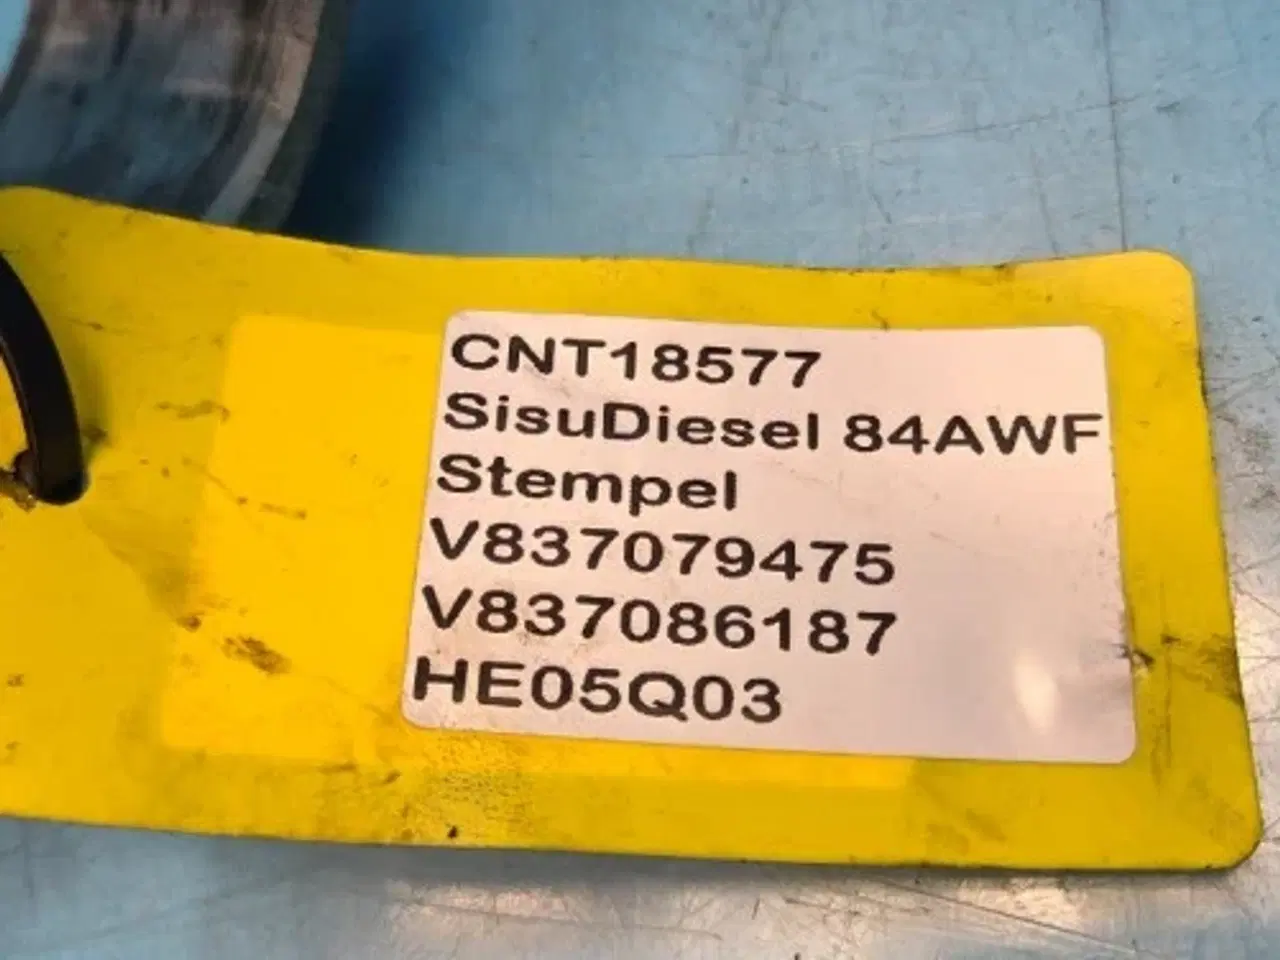 CNT18577
SisuDiesel 84AWF
Stempel
V837079475
V837086187
HE05Q03